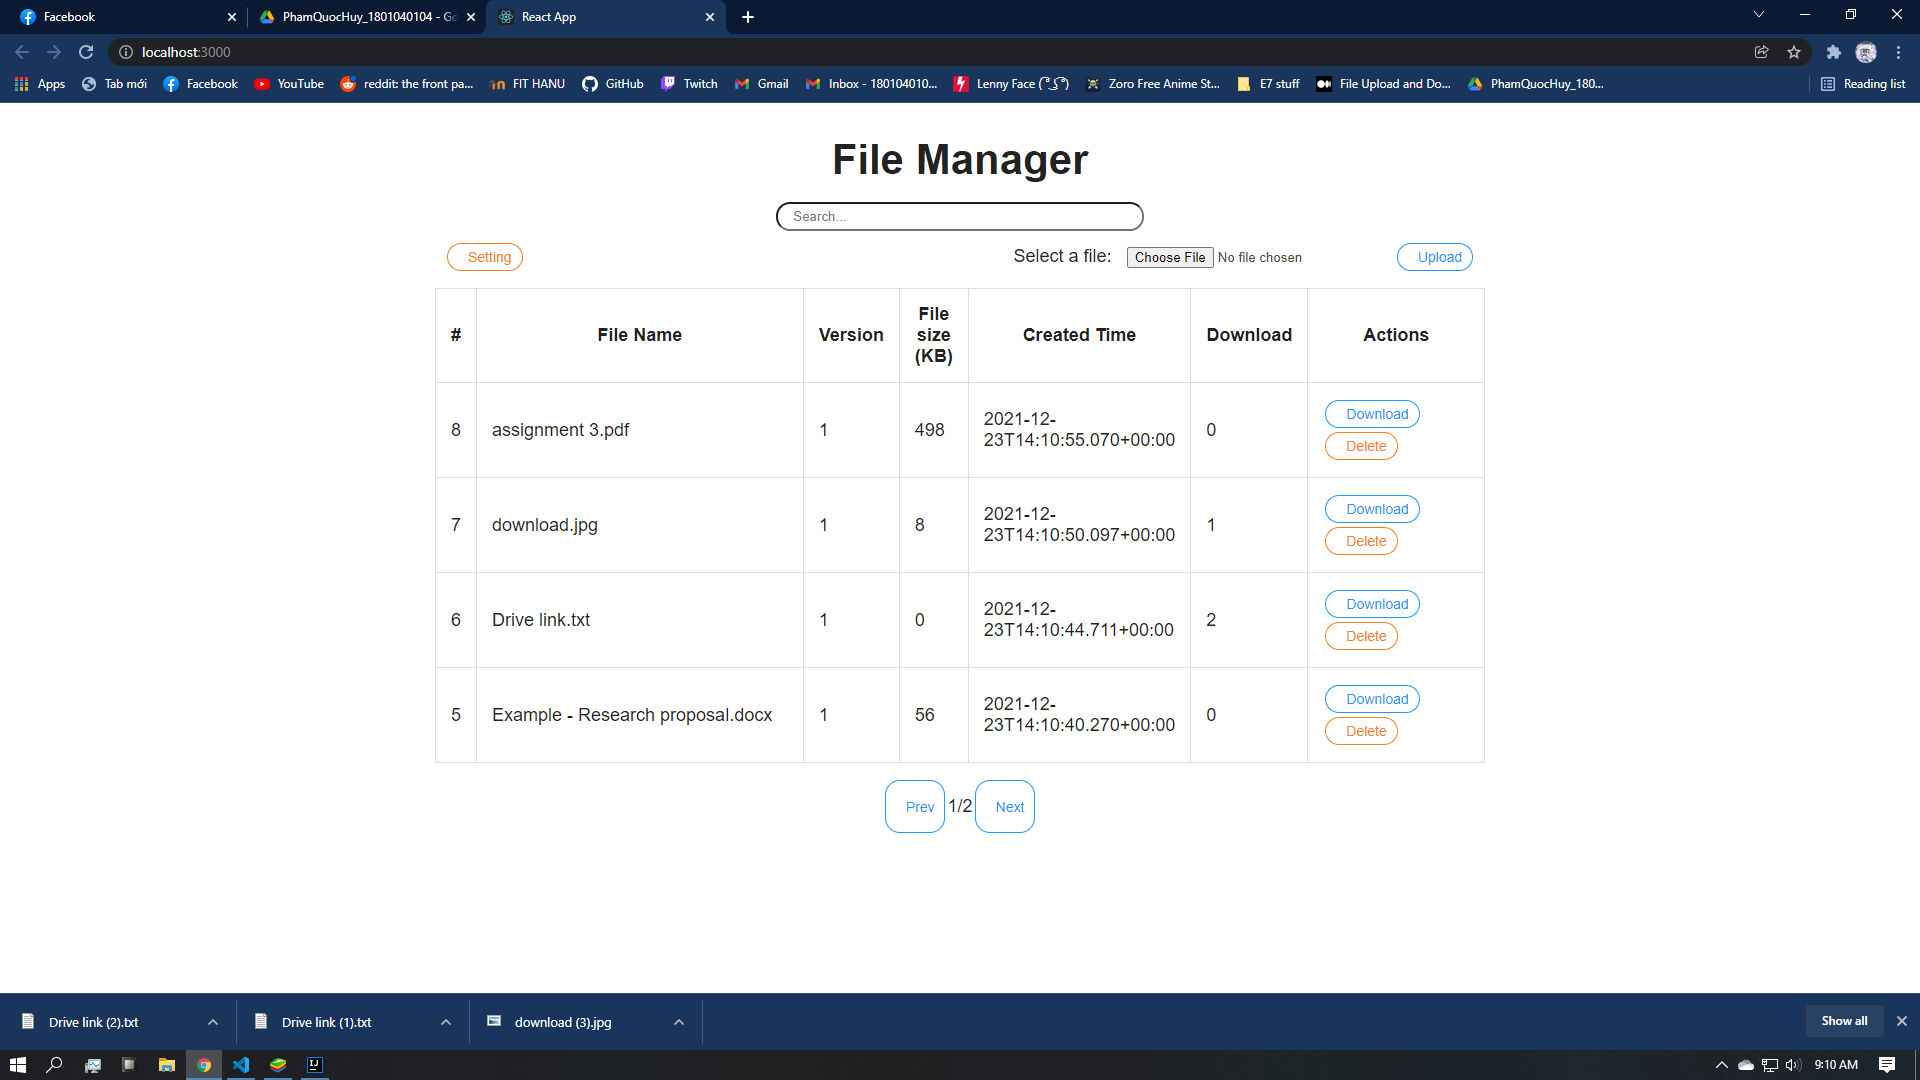 Facebook
PhamQuocHuy_1801040104 - Go
React App
localhost:3000
Apps
Tab mới
Facebook
YouTube
reddit: the front pa...
FIT HANU
GitHub
Twitch
Gmail
Inbox - 180104010...
Lenny Face ( ͡° ͜ʖ ͡°)
Zoro Free Anime St...
E7 stuff
File Upload and Do...
PhamQuocHuy_180...
Reading list
File Manager
Search...
Setting
Select a file:
Choose File No file chosen
Upload
#
File Name
Version
File
size
(KB)
Created Time
Download
Actions
8
assignment 3.pdf
1
498
2021-12-
23T14:10:55.070+00:00
0
Download
Delete
7
download.jpg
1
8
2021-12-
23T14:10:50.097+00:00
1
Download
Delete
6
Drive link.txt
1
0
2021-12-
23T14:10:44.711+00:00
2
Download
Delete
5
Example - Research proposal.docx
1
56
2021-12-
23T14:10:40.270+00:00
0
Download
Delete
Prev
1/2
Next
Drive link (2).txt
Drive link (1).txt
download (3).jpg
Show all
9:10 AM